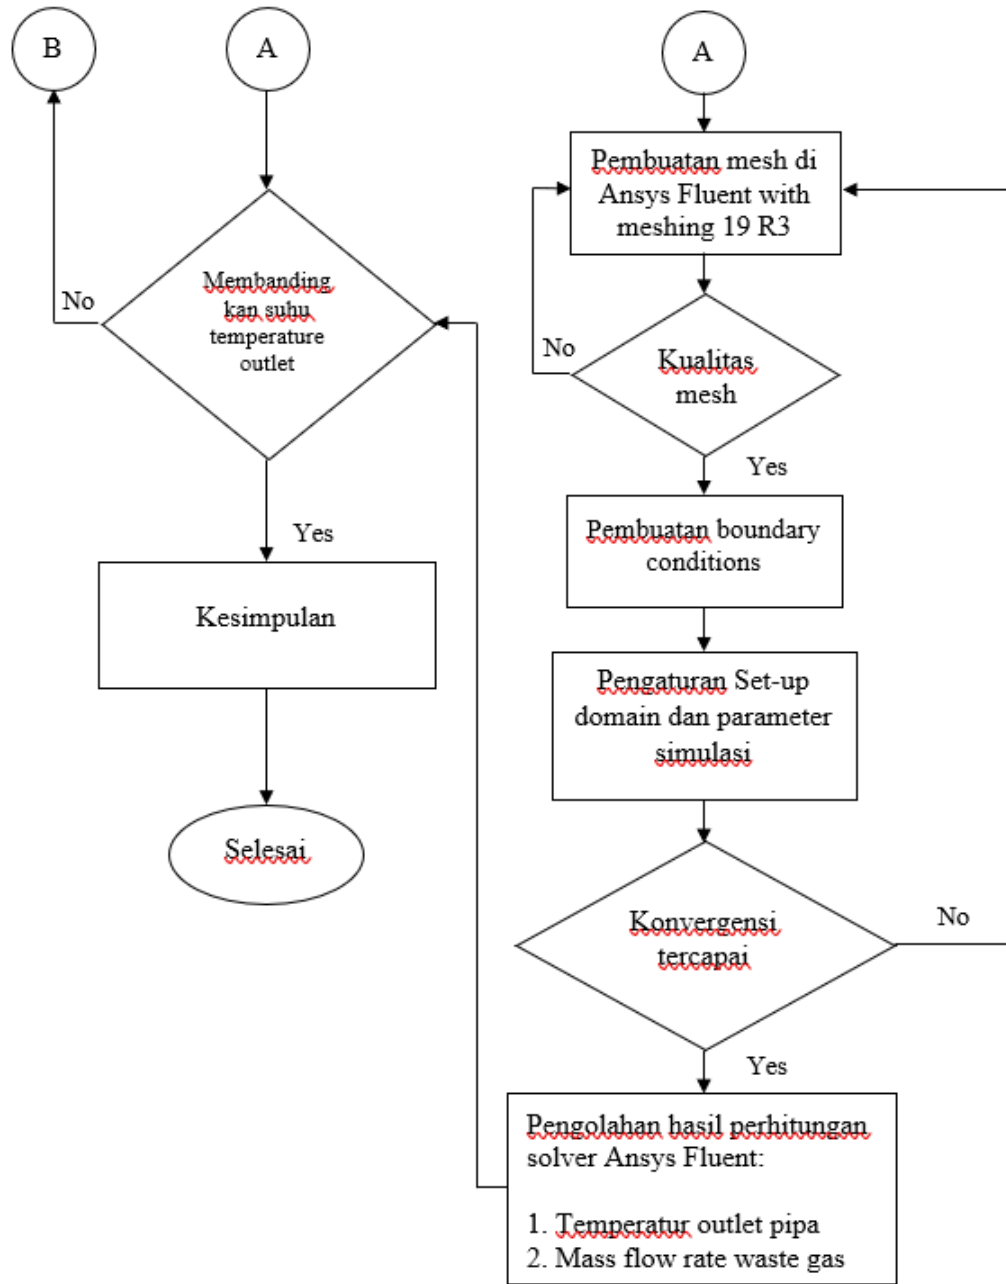 B
A
Membanding
kan suhu
temperature
outlet
No
Yes
Kesimpulan
Selesai
A
Pembuatan mesh di
Ansys Fluent with
meshing 19 R3
No
Kualitas
mesh
Yes
Pembuatan boundary
conditions
Pengaturan Set-up
domain dan parameter
simulasi
Konvergensi
tercapai
No
Yes
Pengolahan hasil perhitungan
solver Ansys Fluent:
1. Temperatur outlet pipa
2. Mass flow rate waste gas